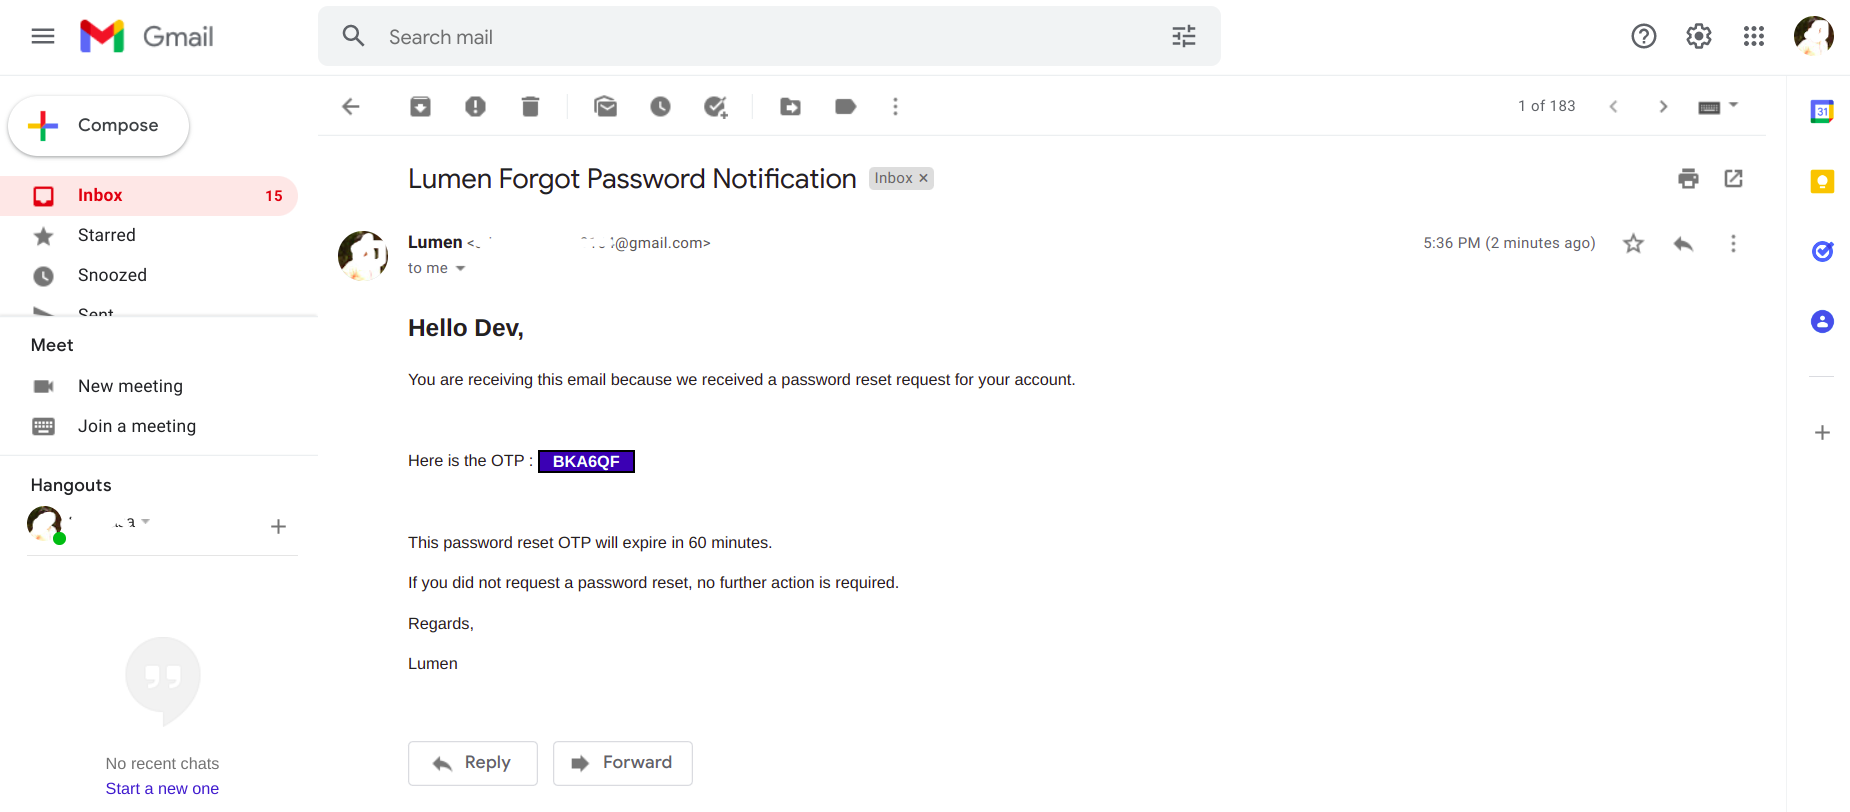 Gmail
Search mail
Compose
1 of 183
31
Inbox 15
Starred
Snoozed
Sent
Meet
New meeting
Join a meeting
Hangouts
No recent chats
Start a new one
Lumen Forgot Password Notification Inbox ×
Lumen @gmail.com> 5:36 PM (2 minutes ago)
to me
Hello Dev,
You are receiving this email because we received a password reset request for your account.
Here is the OTP : BKA6QF
This password reset OTP will expire in 60 minutes.
If you did not request a password reset, no further action is required.
Regards,
Lumen
Reply Forward